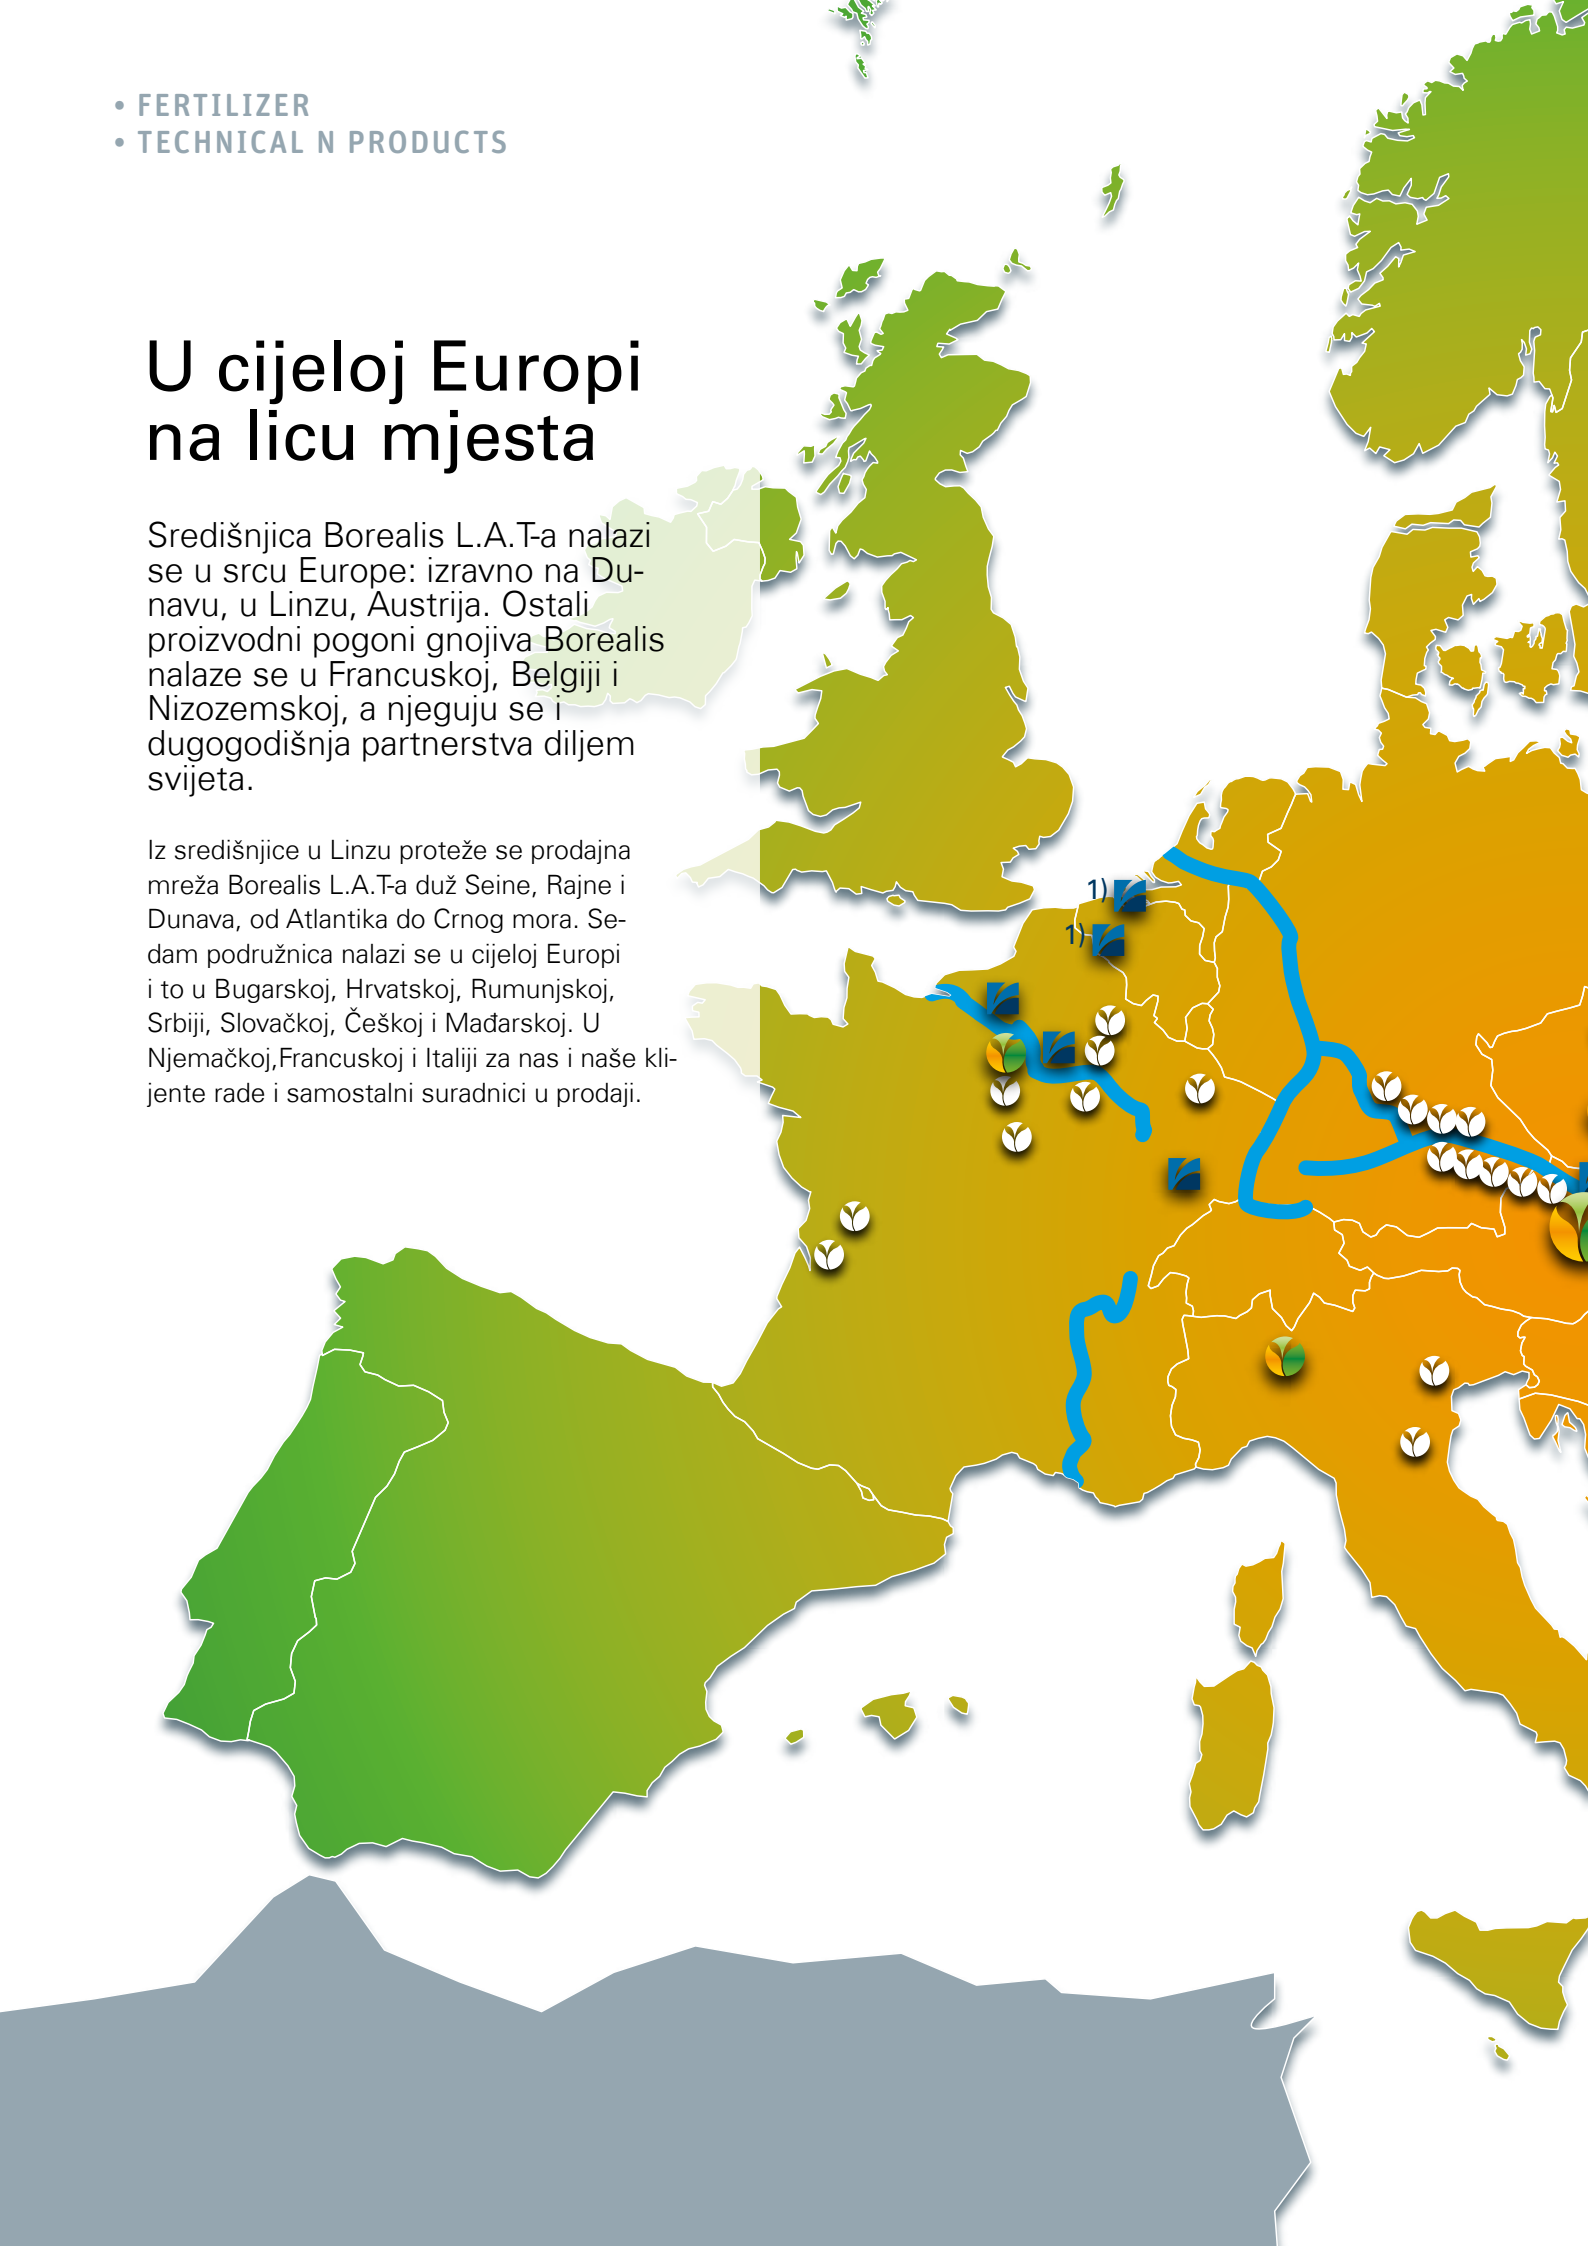 • FERTILIZER
• TECHNICAL N PRODUCTS
U cijeloj Europi
na licu mjesta
Središnjica Borealis L.A.T-a nalazi
se u srcu Europe: izravno na Du-
navu, u Linzu, Austrija. Ostali
proizvodni pogoni gnojiva Borealis
nalaze se u Francuskoj, Belgiji i
Nizozemskoj, a njeguju se i
dugogodišnja partnerstva diljem
svijeta.
Iz središnjice u Linzu proteže se prodajna
mreža Borealis L.A.T-a duž Seine, Rajne i
Dunava, od Atlantika do Crnog mora. Se-
dam podružnica nalazi se u cijeloj Europi
i to u Bugarskoj, Hrvatskoj, Rumunjskoj,
Srbiji, Slovačkoj, Češkoj i Mađarskoj. U
Njemačkoj,Francuskoj i Italiji za nas i naše kli-
jente rade i samostalni suradnici u prodaji.
1)
1)